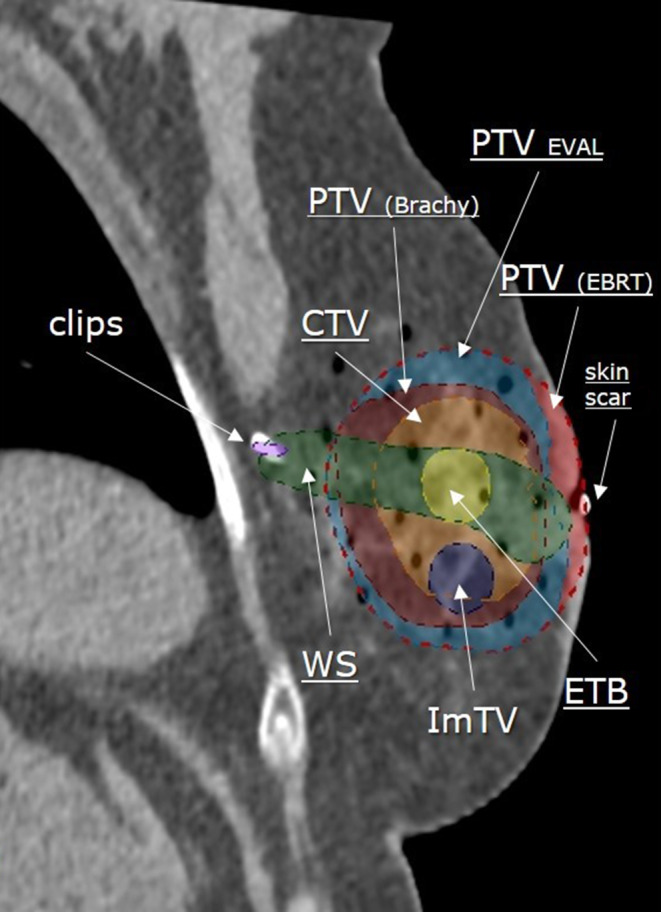 PTV EVAL
PTV (Brachy)
PTV (EBRT)
clips
CTV
skin
scar
WS
ETB
ImTV